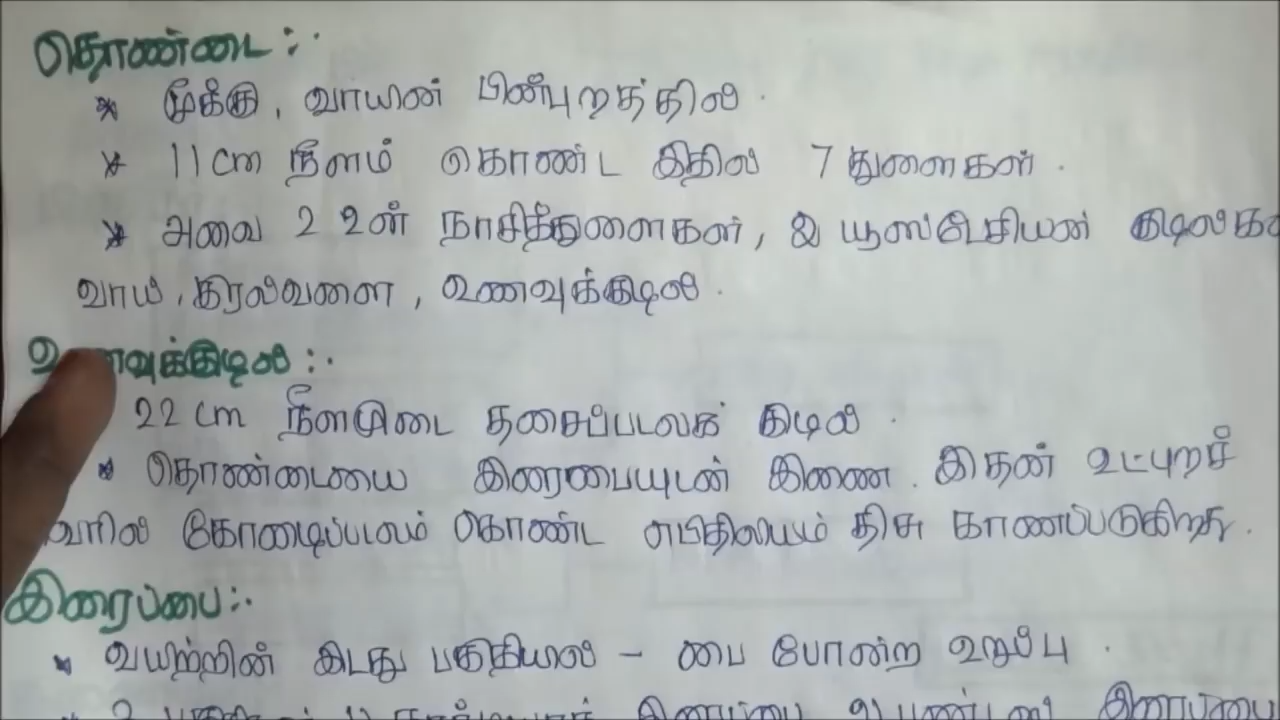 தொண்டை :-
* மூக்கு, வாயின் பின்புறத்தில்.
* 11 cm நீளம் கொண்ட இதில் 7 துளைகள்.
* அவை 2 உள் நாசித்துளைகள், 2 யூஸ்டேசியன் குழல்க
வாய், குரல்வளை, உணவுக்குழல்.
உணவுக்குழல் :-
22 cm நீளமுடை தசைப்படலக் குழல்.
* தொண்டையை இரைபையுடன் இணை. இதன் உட்புறச்
வரில் கோழைப்படலம் கொண்ட எபிதிலியம் திசு காணப்படுகிறது.
இரைப்பை :-
* வயிற்றின் இடது பகுதியில் - பை போன்ற உறுப்பு.